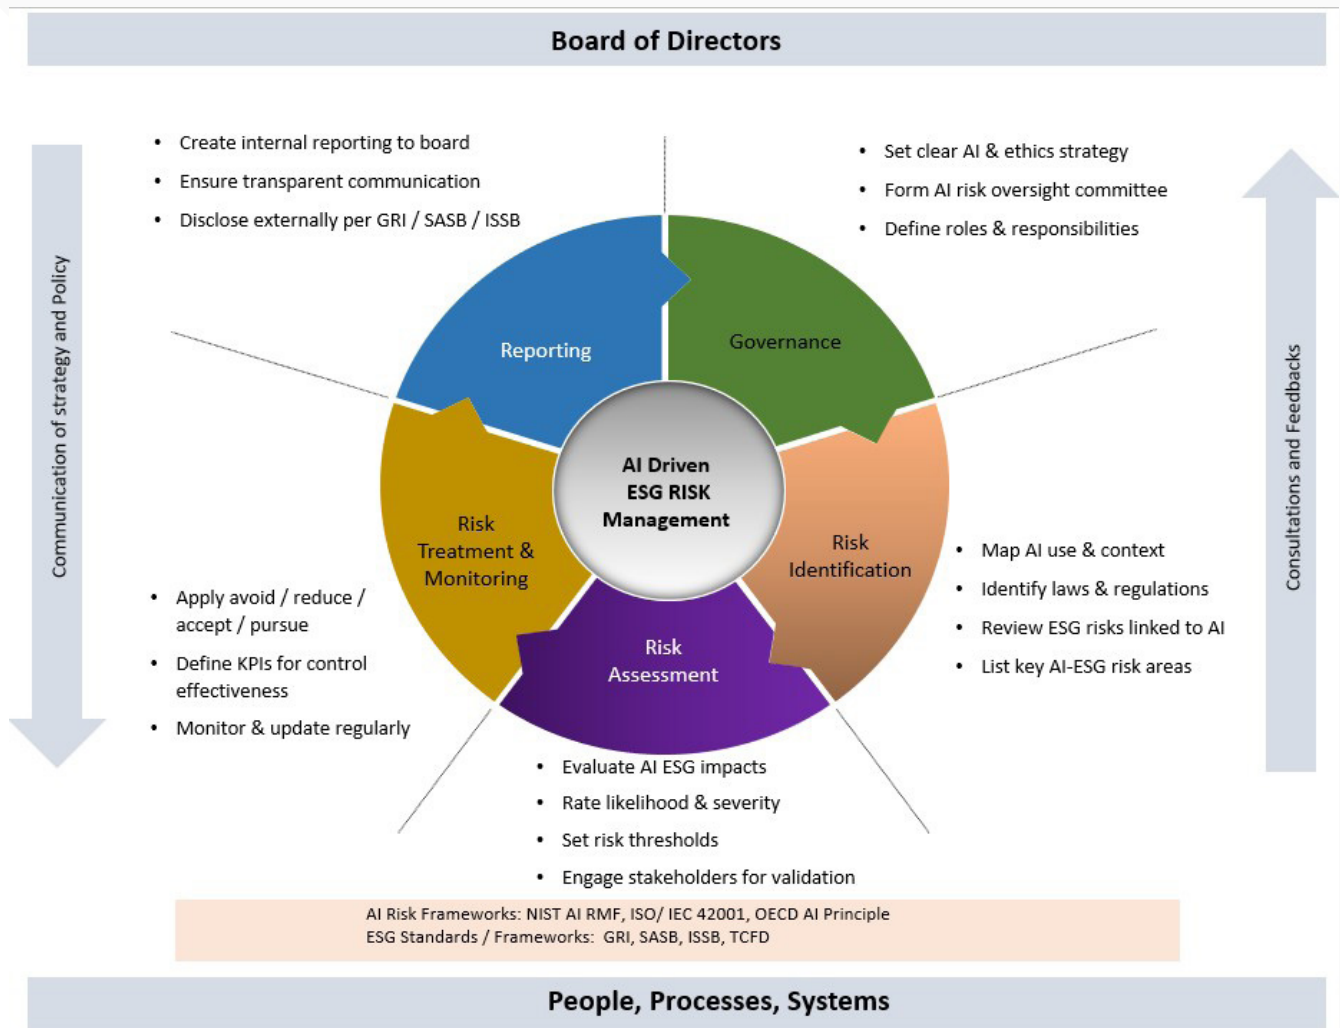 Board of Directors
• Create internal reporting to board
• Ensure transparent communication
• Disclose externally per GRI / SASB / ISSB
• Set clear AI & ethics strategy
• Form AI risk oversight committee
• Define roles & responsibilities
Communication of strategy and Policy
Consultations and Feedbacks
Reporting
Governance
AI Driven
ESG RISK
Management
Risk
Treatment &
Monitoring
Risk
Identification
• Map AI use & context
• Identify laws & regulations
• Review ESG risks linked to AI
• List key AI-ESG risk areas
• Apply avoid / reduce /
accept / pursue
• Define KPIs for control
effectiveness
• Monitor & update regularly
Risk
Assessment
• Evaluate AI ESG impacts
• Rate likelihood & severity
• Set risk thresholds
• Engage stakeholders for validation
AI Risk Frameworks: NIST AI RMF, ISO/ IEC 42001, OECD AI Principle
ESG Standards / Frameworks: GRI, SASB, ISSB, TCFD
People, Processes, Systems